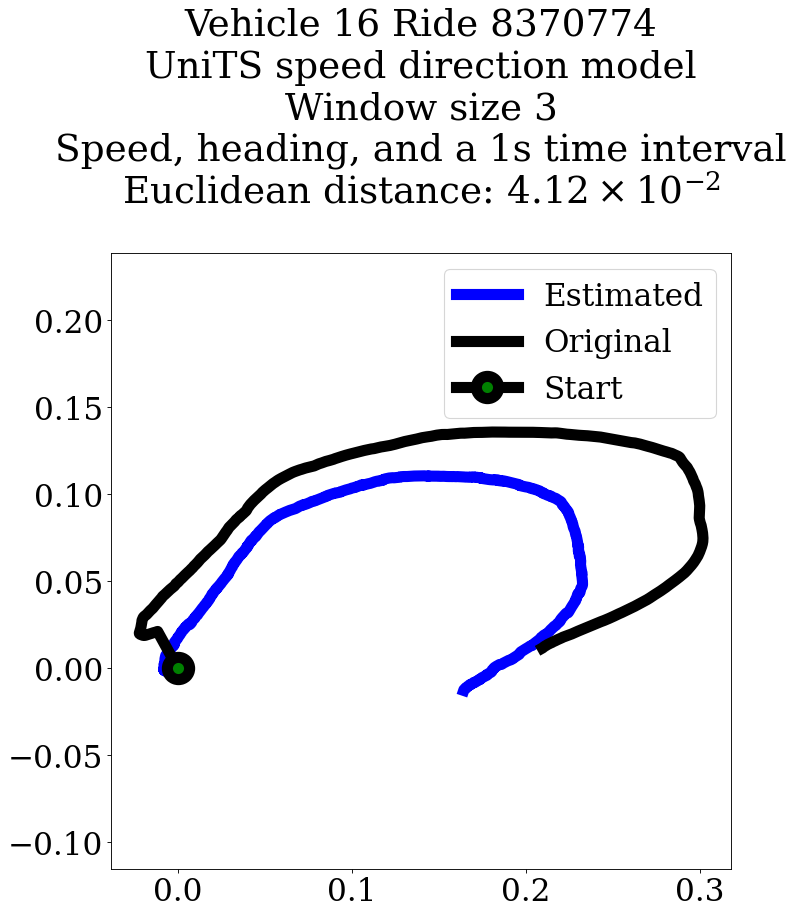 Vehicle 16 Ride 8370774
UniTS speed direction model
Window size 3
Speed, heading, and a 1s time interval
Euclidean distance: 4.12 × 10⁻²
Estimated
Original
Start
0.20
0.15
0.10
0.05
0.00
−0.05
−0.10
0.0 0.1 0.2 0.3